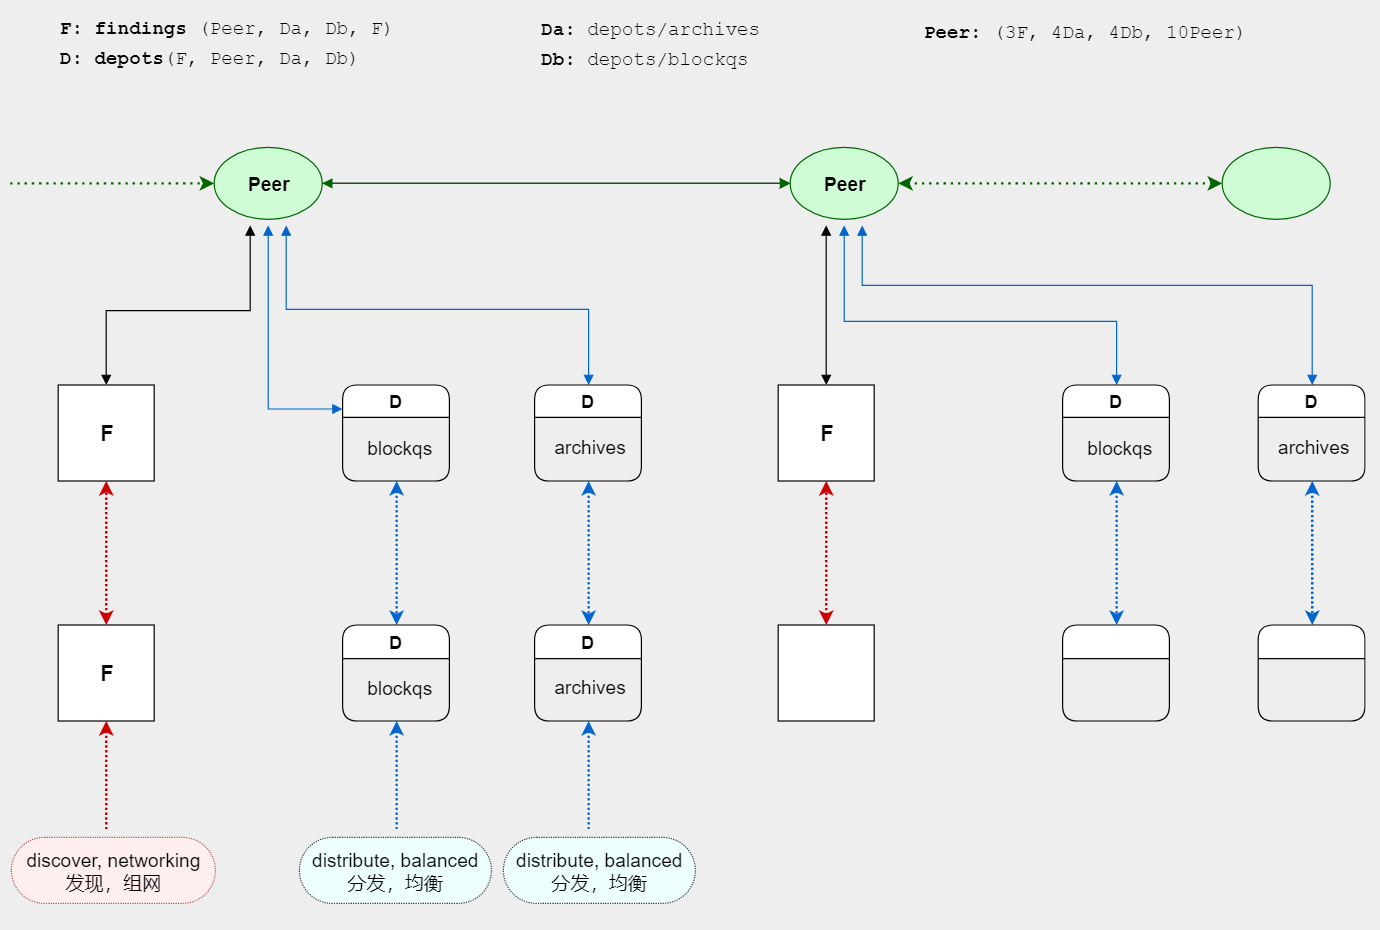 F: findings (Peer, Da, Db, F)
D: depots(F, Peer, Da, Db)
Da: depots/archives
Db: depots/blockqs
Peer: (3F, 4Da, 4Db, 10Peer)
Peer
Peer
F
D
blockqs
D
archives
F
D
blockqs
D
archives
F
D
blockqs
D
archives
discover, networking
发现，组网
distribute, balanced
分发，均衡
distribute, balanced
分发，均衡